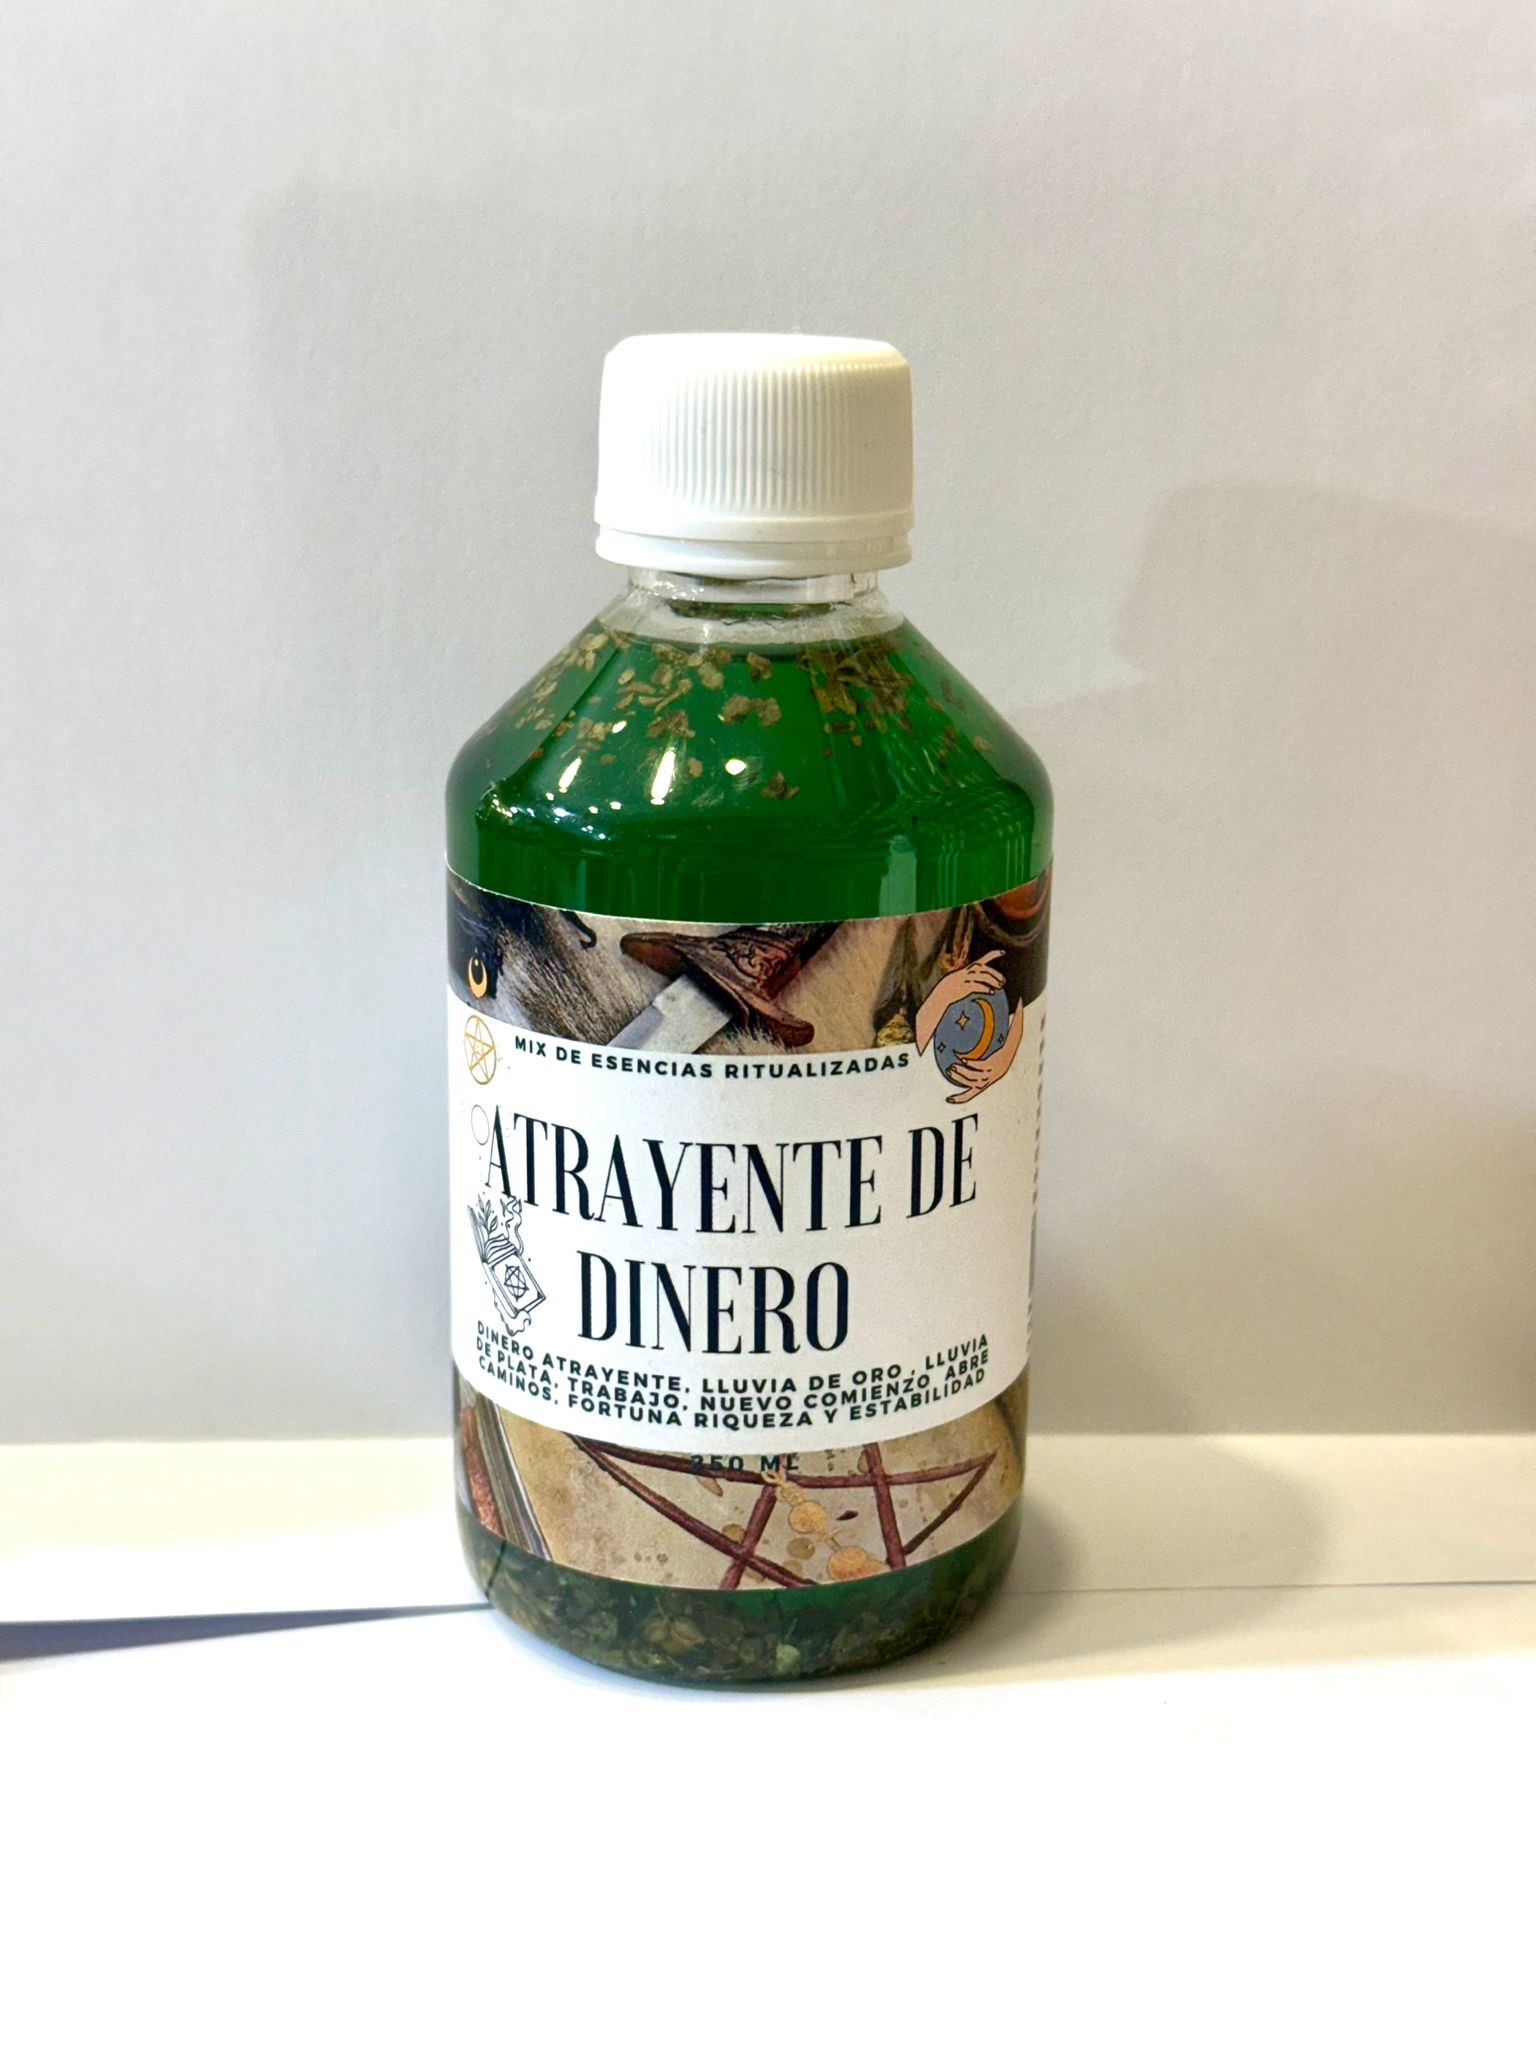 MIX DE ESENCIAS RITUALIZADAS
ATRAYENTE DE
DINERO
DINERO ATRAYENTE, LLUVIA DE ORO , LLUVIA
DE PLATA, TRABAJO, NUEVO COMIENZO ABRE
CAMINOS, FORTUNA RIQUEZA Y ESTABILIDAD
250 ML